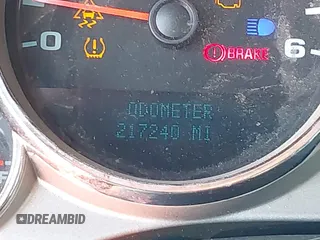 0
BRAKE
6
ODOMETER
217240 MI
F
DREAMBID